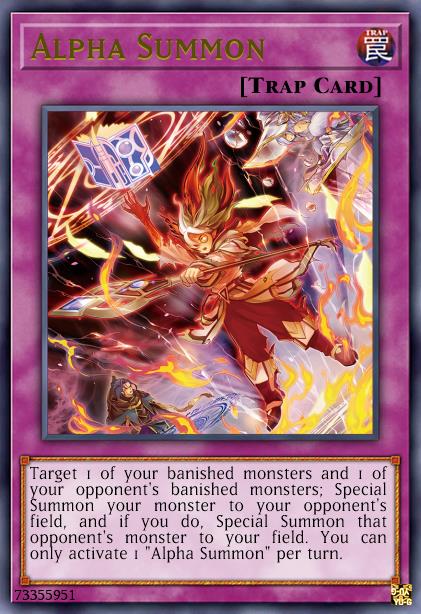 Alpha Summon
TRAP
罠
[Trap Card]
Target 1 of your banished monsters and 1 of
your opponent's banished monsters; Special
Summon your monster to your opponent's
field, and if you do, Special Summon that
opponent's monster to your field. You can
only activate 1 "Alpha Summon" per turn.
73355951